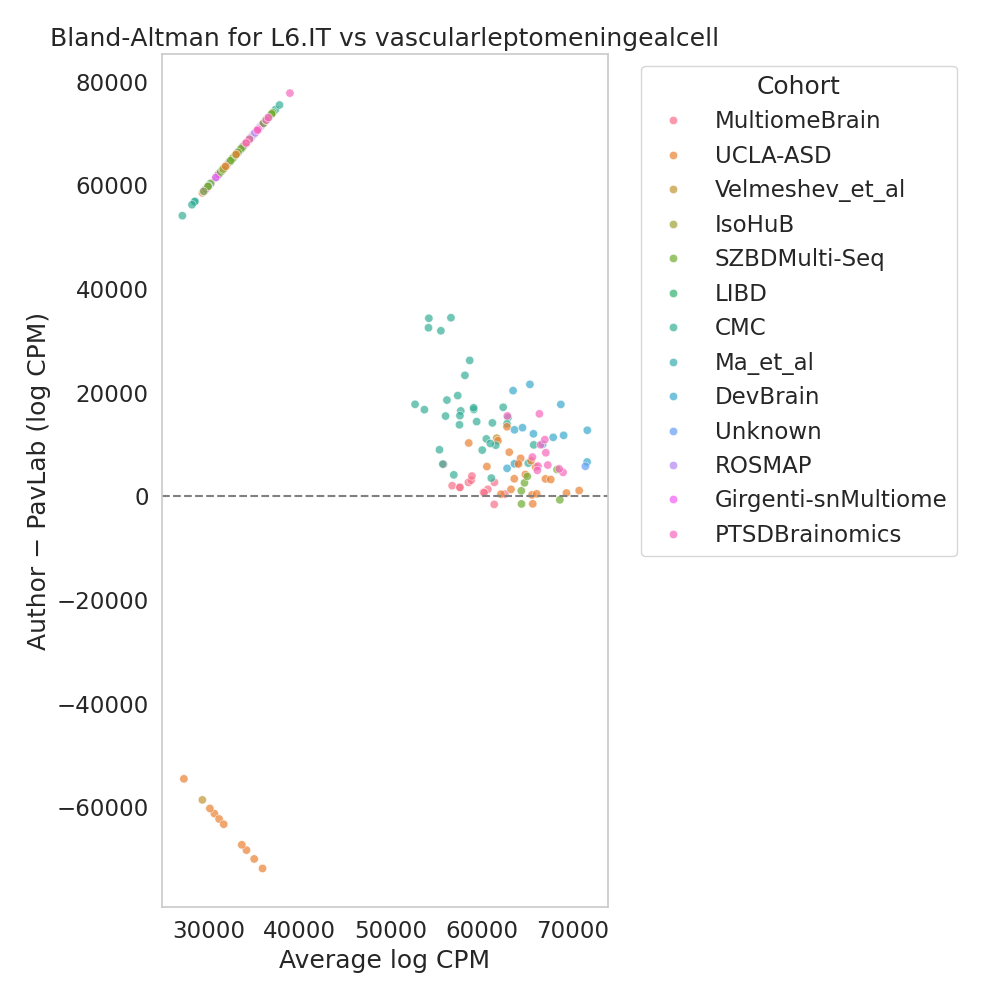 Bland-Altman for L6.IT vs vascularleptomeningealcell
80000
60000
40000
20000
0
−20000
−40000
−60000
Author − PavLab (log CPM)
30000 40000 50000 60000 70000
Average log CPM
Cohort
MultiomeBrain
UCLA-ASD
Velmeshev_et_al
IsoHuB
SZBDMulti-Seq
LIBD
CMC
Ma_et_al
DevBrain
Unknown
ROSMAP
Girgenti-snMultiome
PTSDBrainomics